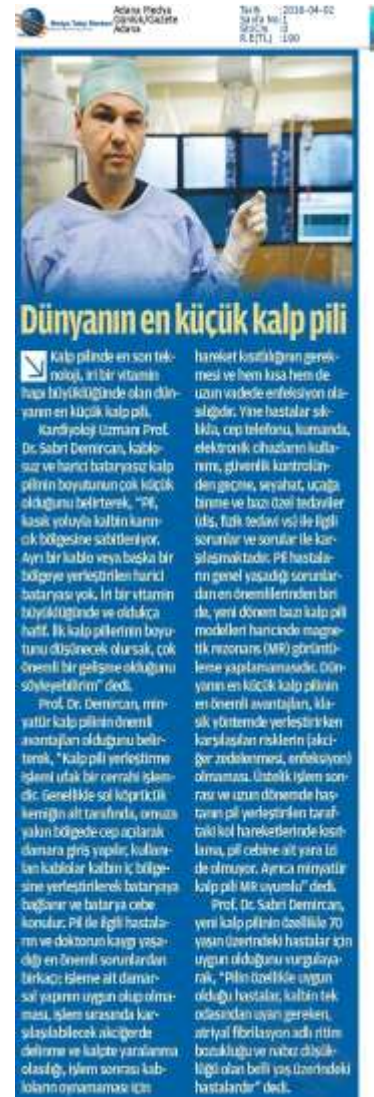 Medya Takip Merkezi
Adana Medya
Günlük/Gazete
Adana
Tarih :2016-04-02
Sayfa No:1
:100
Dünyanın en küçük kalp pili
Kalp pilinde en son tek-
noloji, iri bir vitamin
hapı büyüklüğünde olan dün-
yanın en küçük kalp pili.
Kardiyoloji Uzmanı Prof.
Dr. Sabri Demircan, kablo-
suz ve harici bataryasız kalp
pilinin boyutunun çok küçük
olduğunu belirterek, "Pil,
kasık yoluyla kalbin karın-
cık bölgesine sabitleniyor.
Ayrı bir kablo veya başka bir
bölgeye yerleştirilen harici
bataryası yok. İri bir vitamin
büyüklüğünde ve oldukça
hafif. İlk kalp pillerinin boyu-
tunu düşünecek olursak, çok
önemli bir gelişme olduğunu
söyleyebilirim" dedi.
Prof. Dr. Demircan, min-
yatür kalp pilinin önemli
avantajları olduğunu belir-
terek, "Kalp pili yerleştirme
işlemi ufak bir cerrahi işlem-
dir. Genellikle sol köprücük
kemiğin alt tarafında, omuza
yakın bölgede cep açılarak
damara giriş yapılır, kullanı-
lan kablolar kalbin iç bölge-
sine yerleştirilerek bataryaya
bağlanır ve batarya cebe
konulur. Pil ile ilgili hastala-
rın ve doktorun kaygı yaşa-
dığı en önemli sorunlardan
birkaçı; işleme ait damar-
sal yapının uygun olup olma-
ması, işlem sırasında kar-
şılaşılabilecek akciğerde
delinme ve kalpte yaralanma
olasılığı, işlem sonrası kab-
loların oynamaması için
hareket kısıtlılığının gerek-
mesi ve hem kısa hem de
uzun vadede enfeksiyon ola-
sılığıdır. Yine hastalar sık-
lıkla, cep telefonu, kumanda,
elektronik cihazların kulla-
nımı, güvenlik kontrolün-
den geçme, seyahat, uçağa
binme ve bazı özel tedaviler
(diş, fizik tedavi vs) ile ilgili
sorunlar ve sorular ile kar-
şılaşmaktadır. Pil hastala-
rın genel yaşadığı sorunlar-
dan en önemlilerinden biri
de, yeni dönem bazı kalp pili
modelleri haricinde magne-
tik rezonans (MR) görüntü-
leme yapılamamasıdır. Dün-
yanın en küçük kalp pilinin
en önemli avantajları, kla-
sik yöntemde yerleştirirken
karşılaşılan risklerin (akci-
ğer zedelenmesi, enfeksiyon)
olmaması. Üstelik işlem son-
rası ve uzun dönemde has-
tanın pil yerleştirilen taraf-
taki kol hareketlerinde kısıt-
lama, pil cebine ait yara izi
de olmuyor. Ayrıca minyatür
kalp pili MR uyumlu" dedi.
Prof. Dr. Sabri Demircan,
yeni kalp pilinin özellikle 70
yaşın üzerindeki hastalar için
uygun olduğunu vurgulaya-
rak, "Pilin özellikle uygun
olduğu hastalar, kalbin tek
odasından uyarı gereken,
atriyal fibrilasyon adlı ritim
bozukluğu ve nabız düşük-
lüğü olan belli yaş üzerindeki
hastalardır" dedi.